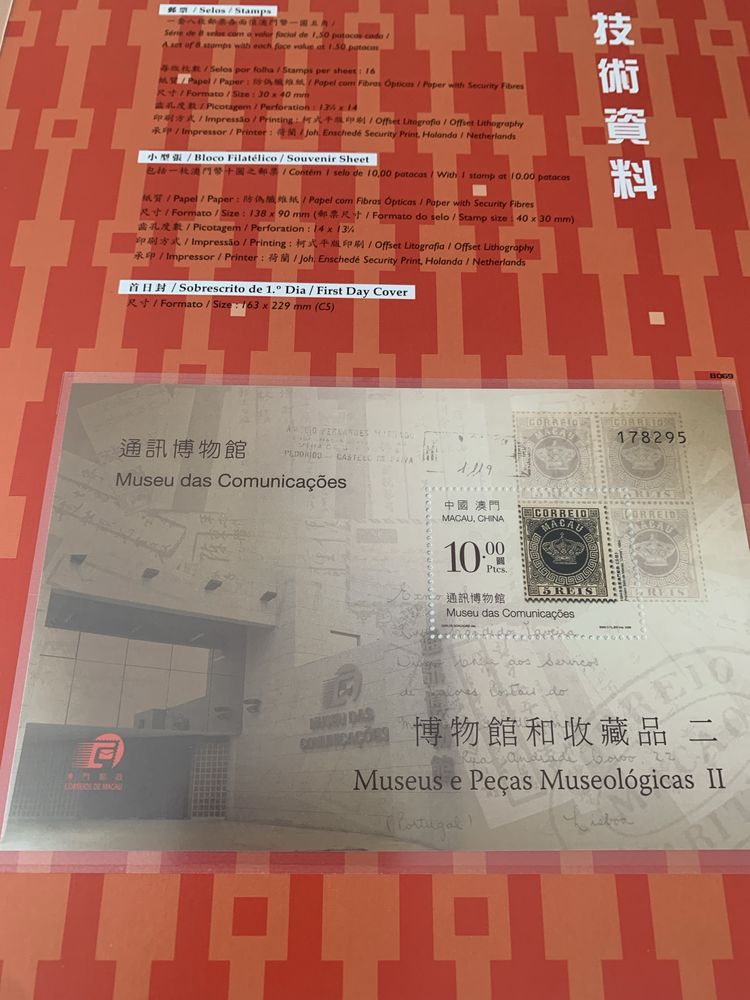 郵票 / Selos / Stamps
一套八枚郵票各面值澳門幣一圓五角 /
Série de 8 selos com o valor facial de 1,50 patacas cada /
A set of 8 stamps with each face value at 1.50 patacas
每版枚數 / Selos por folha / Stamps per sheet : 16
紙質 / Papel / Paper : 防偽纖維紙 / Papel com Fibras Ópticas / Paper with Security Fibres
尺寸 / Formato / Size : 30 x 40 mm
齒孔度數 / Picotagem / Perforation : 13¼ x 14
印刷方式 / Impressão / Printing : 柯式平版印刷 / Offset Litografia / Offset Lithography
承印 / Impressor / Printer : 荷蘭 / Joh. Enschedé Security Print, Holanda / Netherlands
技術資料
小型張 / Bloco Filatélico / Souvenir Sheet
包括一枚澳門幣十圓之郵票 / Contém 1 selo de 10,00 patacas / With 1 stamp at 10.00 patacas
紙質 / Papel / Paper : 防偽纖維紙 / Papel com Fibras Ópticas / Paper with Security Fibres
尺寸 / Formato / Size : 138 x 90 mm (郵票尺寸 / Formato do selo / Stamp size : 40 x 30 mm)
齒孔度數 / Picotagem / Perforation : 14 x 13¼
印刷方式 / Impressão / Printing : 柯式平版印刷 / Offset Litografia / Offset Lithography
承印 / Impressor / Printer : 荷蘭 / Joh. Enschedé Security Print, Holanda / Netherlands
首日封 / Sobrescrito de 1.º Dia / First Day Cover
尺寸 / Formato / Size : 163 x 229 mm (C5)
B069
通訊博物館
Museu das Comunicações
178295
1119
中國 澳門
MACAU, CHINA
10.00 圓
Ptcs.
通訊博物館
Museu das Comunicações
CORREIO
MACAU
5 REIS
MUSEU DAS
COMUNICAÇÕES
澳門郵政
CORREIOS DE MACAU
博物館和收藏品 二
Museus e Peças Museológicas II
(Portugal)
Lisboa